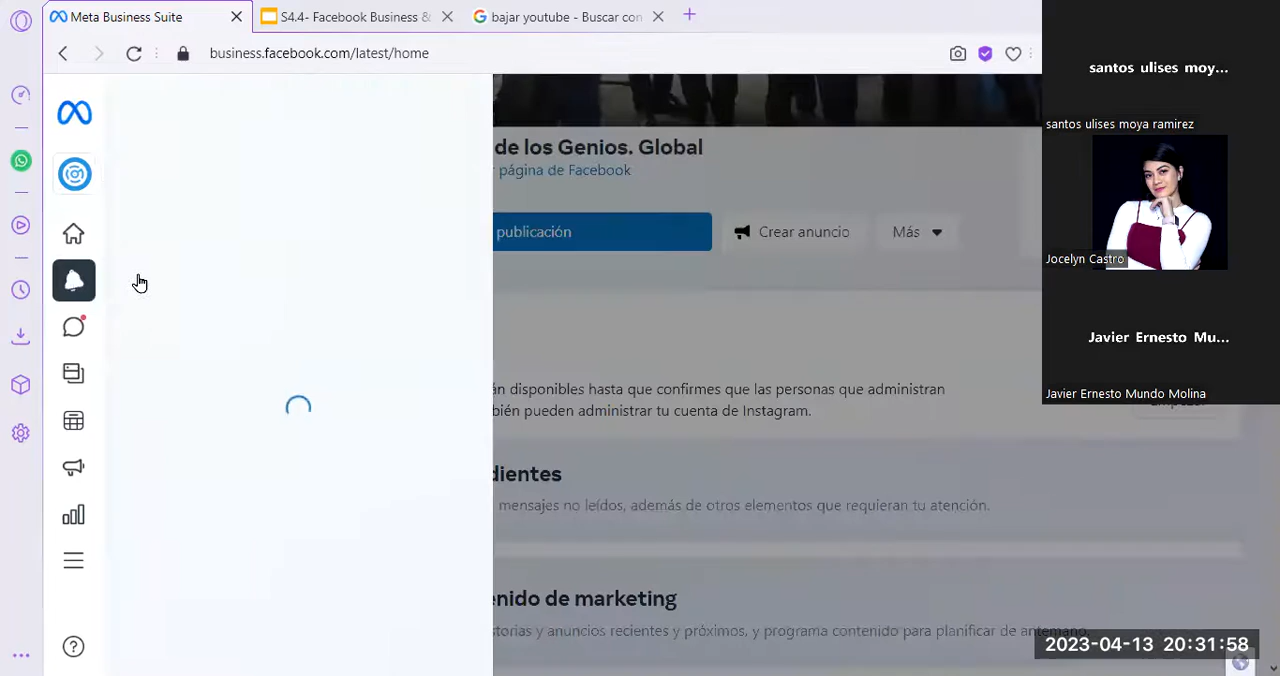 Meta Business Suite
S4.4- Facebook Business &
bajar youtube - Buscar con
business.facebook.com/latest/home
santos ulises moy...
santos ulises moya ramirez
de los Genios. Global
página de Facebook
publicación
Crear anuncio
Más
Jocelyn Castro
Javier Ernesto Mu...
Javier Ernesto Mundo Molina
án disponibles hasta que confirmes que las personas que administran
bién pueden administrar tu cuenta de Instagram.
dientes
mensajes no leídos, además de otros elementos que requieran tu atención.
enido de marketing
storias y anuncios recientes y próximos, y programa contenido para planificar de antemano.
2023-04-13 20:31:58